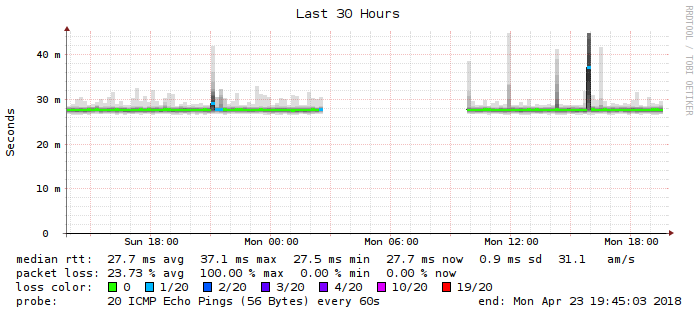 Last 30 Hours
RRDTOOL / TOBI OETIKER
Seconds
40 m
30 m
20 m
10 m
0
Sun 18:00 Mon 00:00 Mon 06:00 Mon 12:00 Mon 18:00
median rtt: 27.7 ms avg 37.1 ms max 27.5 ms min 27.7 ms now 0.9 ms sd 31.1 am/s
packet loss: 23.73 % avg 100.00 % max 0.00 % min 0.00 % now
loss color: 0 1/20 2/20 3/20 4/20 10/20 19/20
probe: 20 ICMP Echo Pings (56 Bytes) every 60s end: Mon Apr 23 19:45:03 2018